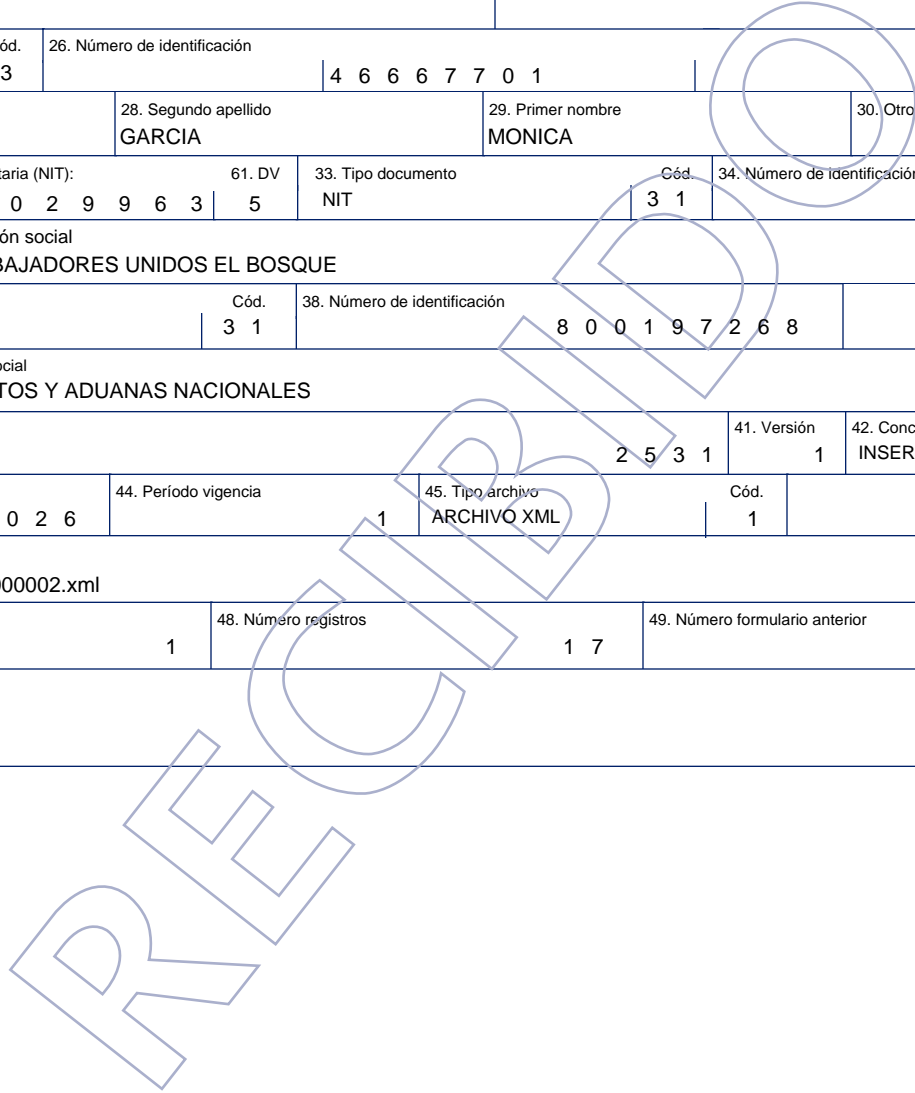 ód. 26. Número de identificación
3 4 6 6 6 7 7 0 1
28. Segundo apellido 29. Primer nombre 30. Otro
GARCIA MONICA
taria (NIT): 61. DV 33. Tipo documento Cód. 34. Número de identificación
0 2 9 9 6 3 5 NIT 3 1
ón social
BAJADORES UNIDOS EL BOSQUE
Cód. 38. Número de identificación
3 1 8 0 0 1 9 7 2 6 8
ocial
TOS Y ADUANAS NACIONALES
41. Versión 42. Conc
2 5 3 1 1 INSER
44. Período vigencia 45. Tipo archivo Cód.
0 2 6 1 ARCHIVO XML 1
000002.xml
48. Número registros 49. Número formulario anterior
1 1 7
RECIBIDO